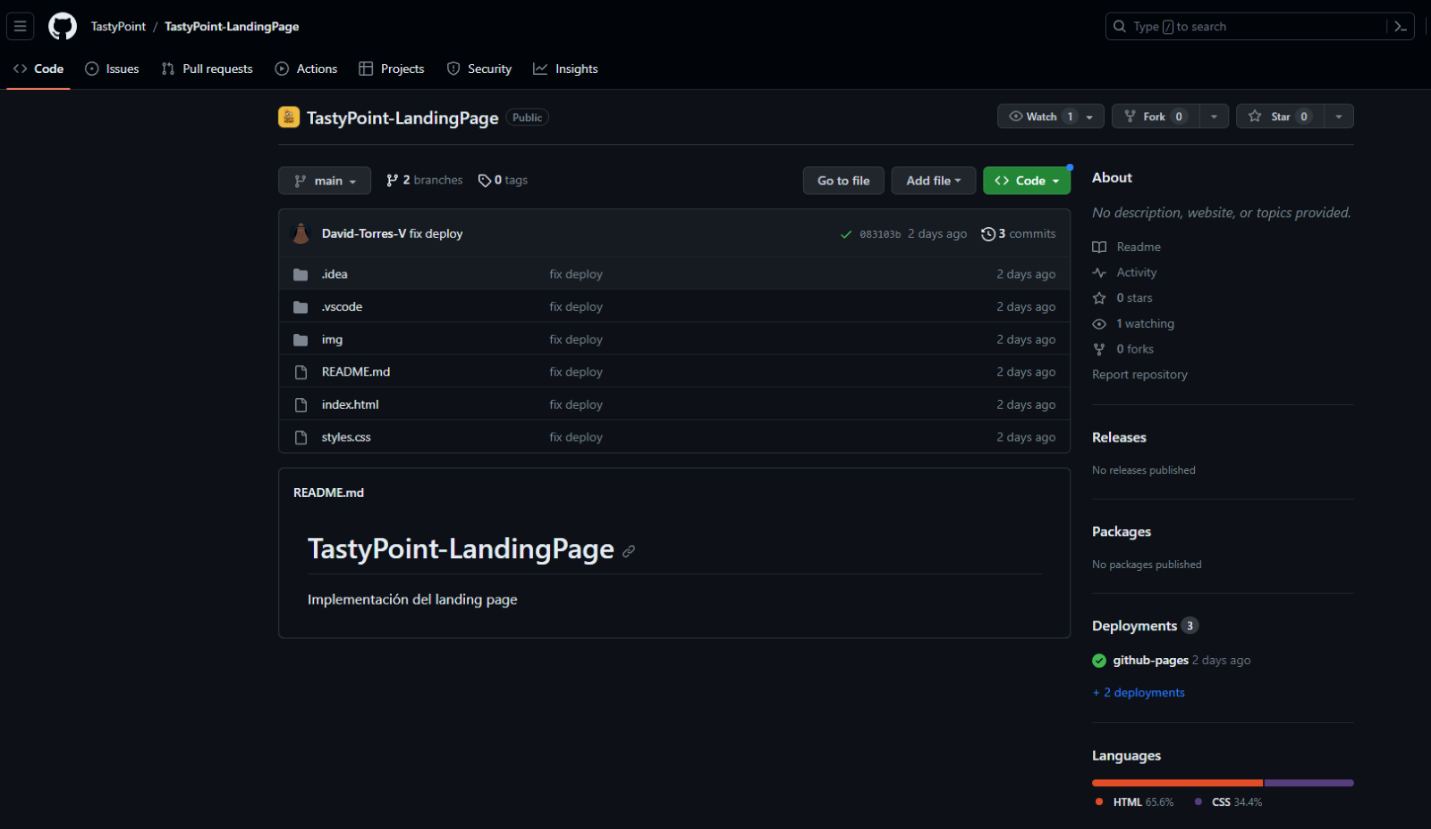 TastyPoint / TastyPoint-LandingPage
Type / to search
Code Issues Pull requests Actions Projects Security Insights
TastyPoint-LandingPage Public
Watch 1 Fork 0 Star 0
main 2 branches 0 tags Go to file Add file Code
David-Torres-V fix deploy 083103b 2 days ago 3 commits
.idea fix deploy 2 days ago
.vscode fix deploy 2 days ago
img fix deploy 2 days ago
README.md fix deploy 2 days ago
index.html fix deploy 2 days ago
styles.css fix deploy 2 days ago
README.md
TastyPoint-LandingPage
Implementación del landing page
About
No description, website, or topics provided.
Readme
Activity
0 stars
1 watching
0 forks
Report repository
Releases
No releases published
Packages
No packages published
Deployments 3
github-pages 2 days ago
+ 2 deployments
Languages
HTML 65.6% CSS 34.4%